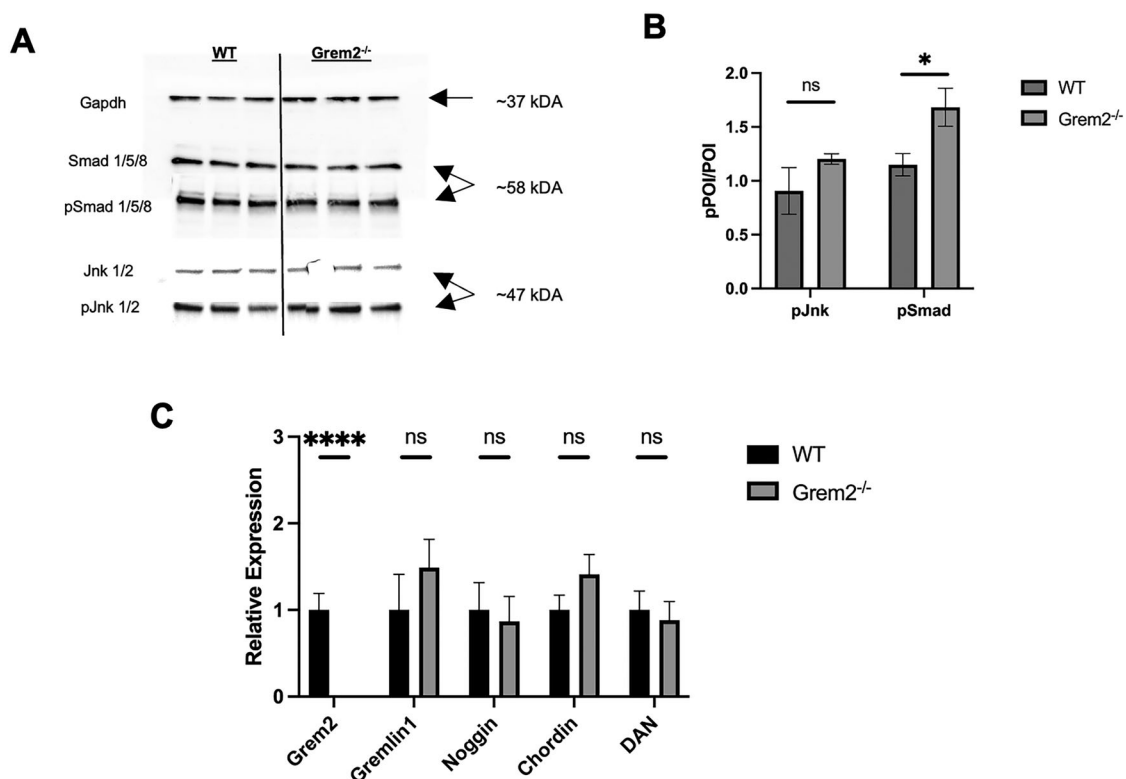 A
WT Grem2-/-
Gapdh
~37 kDA
Smad 1/5/8
~58 kDA
pSmad 1/5/8
Jnk 1/2
~47 kDA
pJnk 1/2
B
pPOI/POI
2.0
1.5
1.0
0.5
0.0
ns
*
pJnk pSmad
WT
Grem2-/-
C
Relative Expression
3
2
1
0
**** ns ns ns ns
Grem2 Gremlin1 Noggin Chordin DAN
WT
Grem2-/-